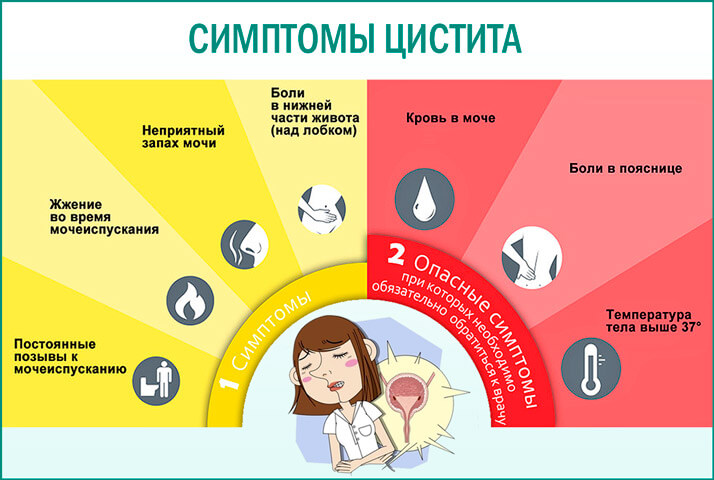 СИМПТОМЫ ЦИСТИТА
Постоянные
позывы к
мочеиспусканию
Жжение
во время
мочеиспускания
Неприятный
запах мочи
Боли
в нижней
части живота
(над лобком)
Кровь в моче
Боли в пояснице
Температура
тела выше 37°
1 Симптомы
2 Опасные симптомы
при которых необходимо
обязательно обратиться к врачу